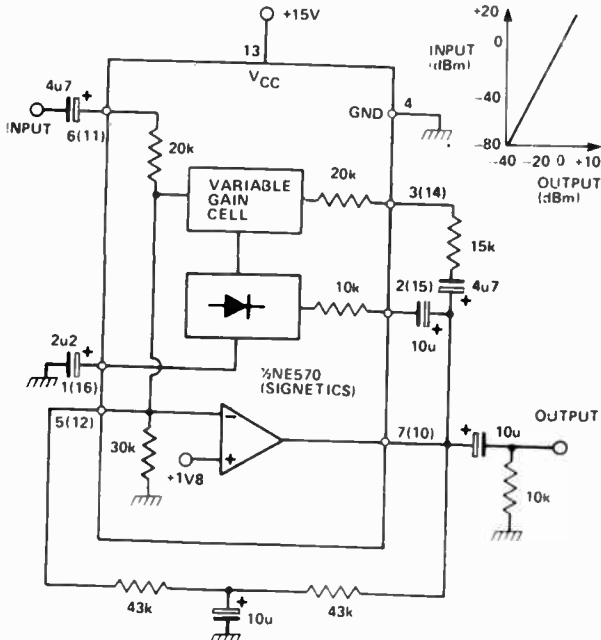 +15V
13
VCC
4u7
+
INPUT
6(11)
20k
GND
4
VARIABLE
GAIN
CELL
20k
3(14)
15k
4u7
+
10k
2(15)
+
10u
2u2
+
1(16)
½NE570
(SIGNETICS)
5(12)
30k
−
+
+1V8
7(10)
+
10u
OUTPUT
10k
43k
+
10u
43k
+20
0
-40
-80
INPUT
(dBm)
-40 -20 0 +10
OUTPUT
(dBm)